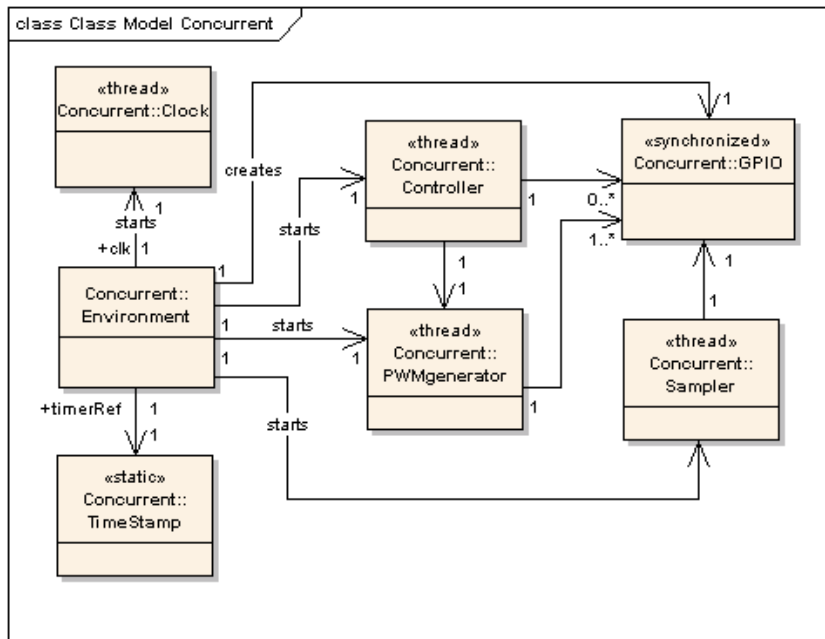 class Class Model Concurrent
«thread»
Concurrent::Clock
1
starts
+clk 1
Concurrent::
Environment
1
creates
1
1
starts
1
starts
1
1
starts
+timerRef 1
1
«static»
Concurrent::
TimeStamp
«thread»
Concurrent::
Controller
1
0..*
1
1
«thread»
Concurrent::
PWMgenerator
1
1..*
«synchronized»
Concurrent::GPIO
1
1
«thread»
Concurrent::
Sampler